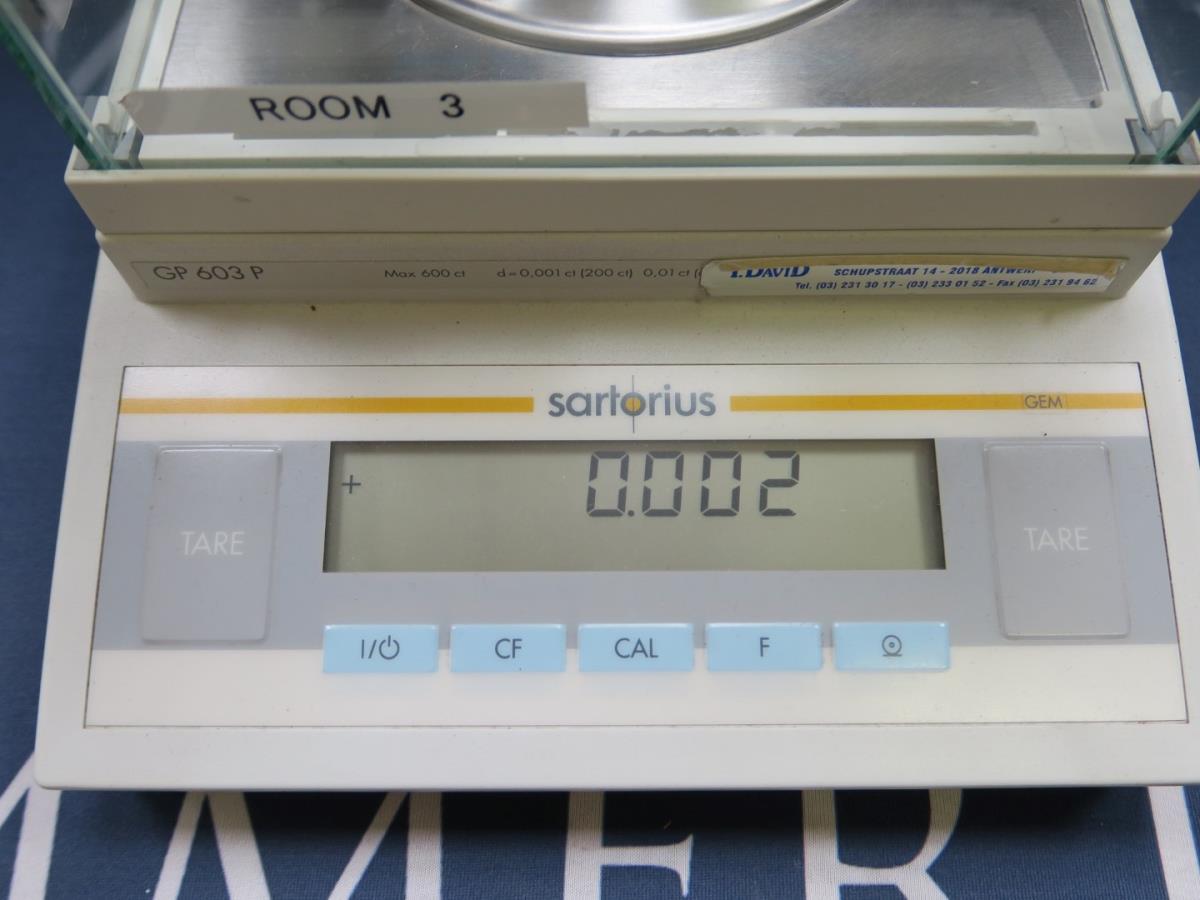 ROOM 3
GP 603 P Max 600 ct d=0,001 ct (200 ct) 0,01 ct
T.DAVID SCHUPSTRAAT 14 - 2018 ANTWERP
Tel. (03) 231 30 17 - (03) 233 01 52 - Fax (03) 231 94 62
sartorius
GEM
+ 0.002
TARE
TARE
I/⏻ CF CAL F
MMER